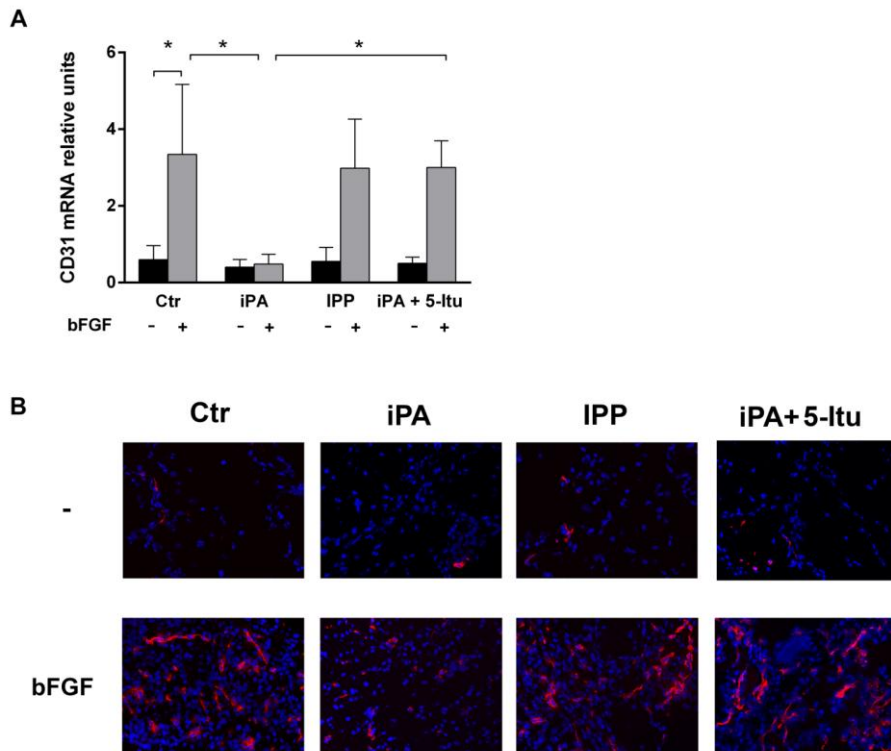 A
* * *
CD31 mRNA relative units
6
4
2
0
Ctr iPA IPP iPA + 5-Itu
bFGF - + - + - + - +
B
Ctr iPA IPP iPA+ 5-Itu
-
bFGF